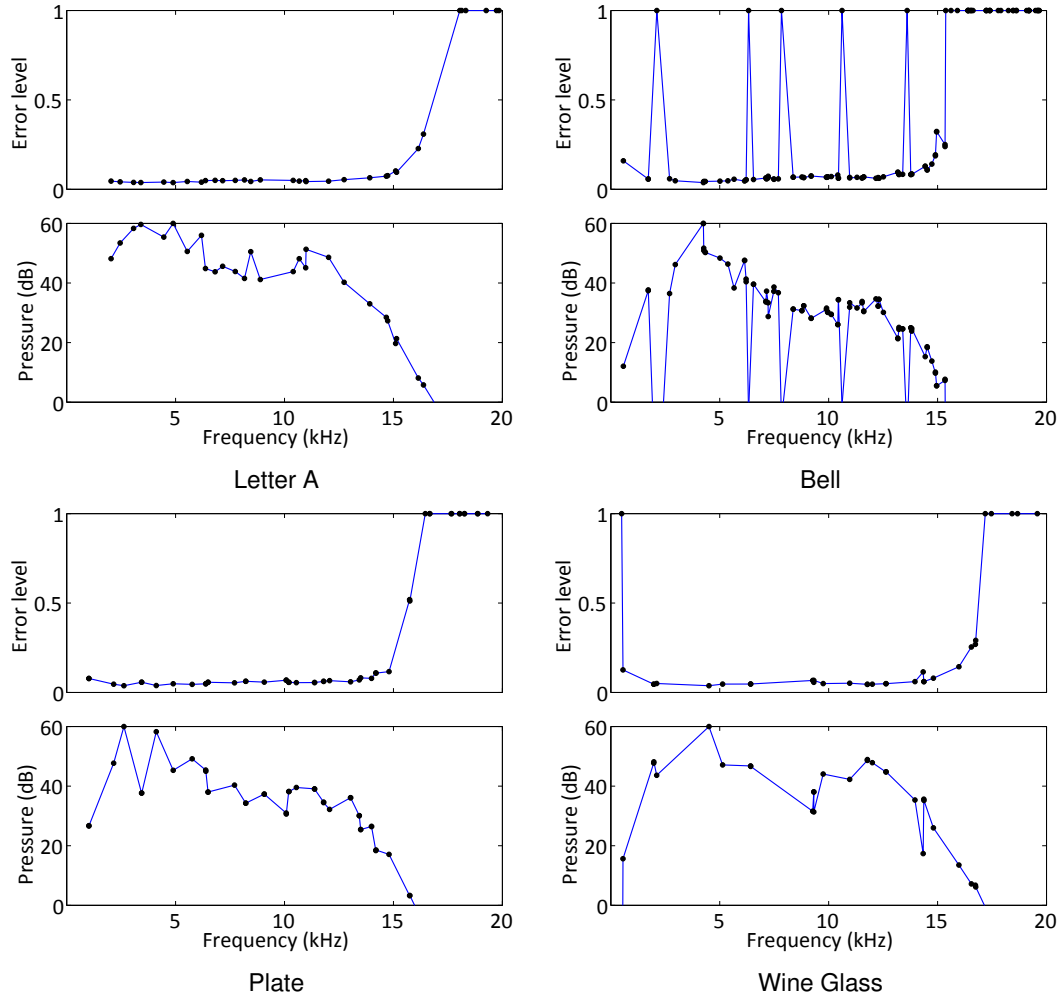 1
0.5
0
Error level
60
40
20
0
Pressure (dB)
5 10 15 20
Frequency (kHz)
Letter A
1
0.5
0
Error level
60
40
20
0
Pressure (dB)
5 10 15 20
Frequency (kHz)
Bell
1
0.5
0
Error level
60
40
20
0
Pressure (dB)
5 10 15 20
Frequency (kHz)
Plate
1
0.5
0
Error level
60
40
20
0
Pressure (dB)
5 10 15 20
Frequency (kHz)
Wine Glass